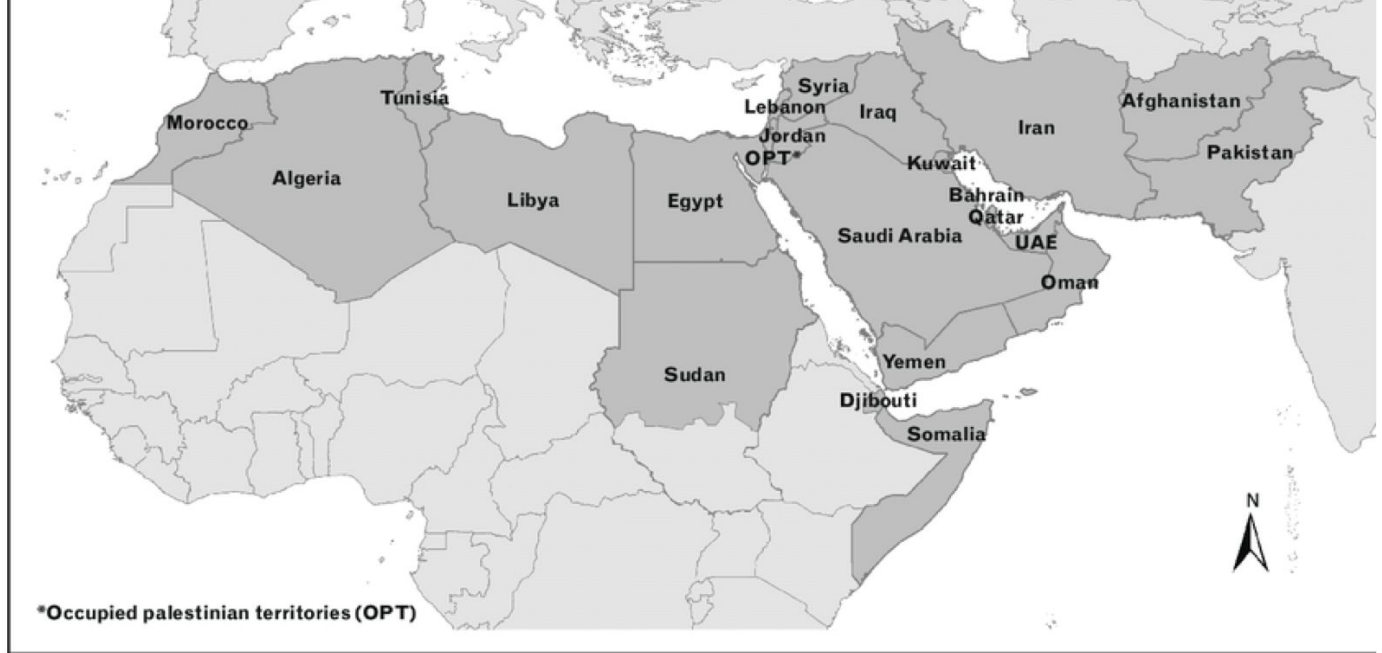 Syria
Lebanon
Tunisia
Afghanistan
Iraq
Morocco
Iran
Jordan
Pakistan
OPT*
Kuwait
Algeria
Bahrain
Libya
Egypt
Qatar
Saudi Arabia
UAE
Oman
Yemen
Sudan
Djibouti
Somalia
N
*Occupied palestinian territories (OPT)